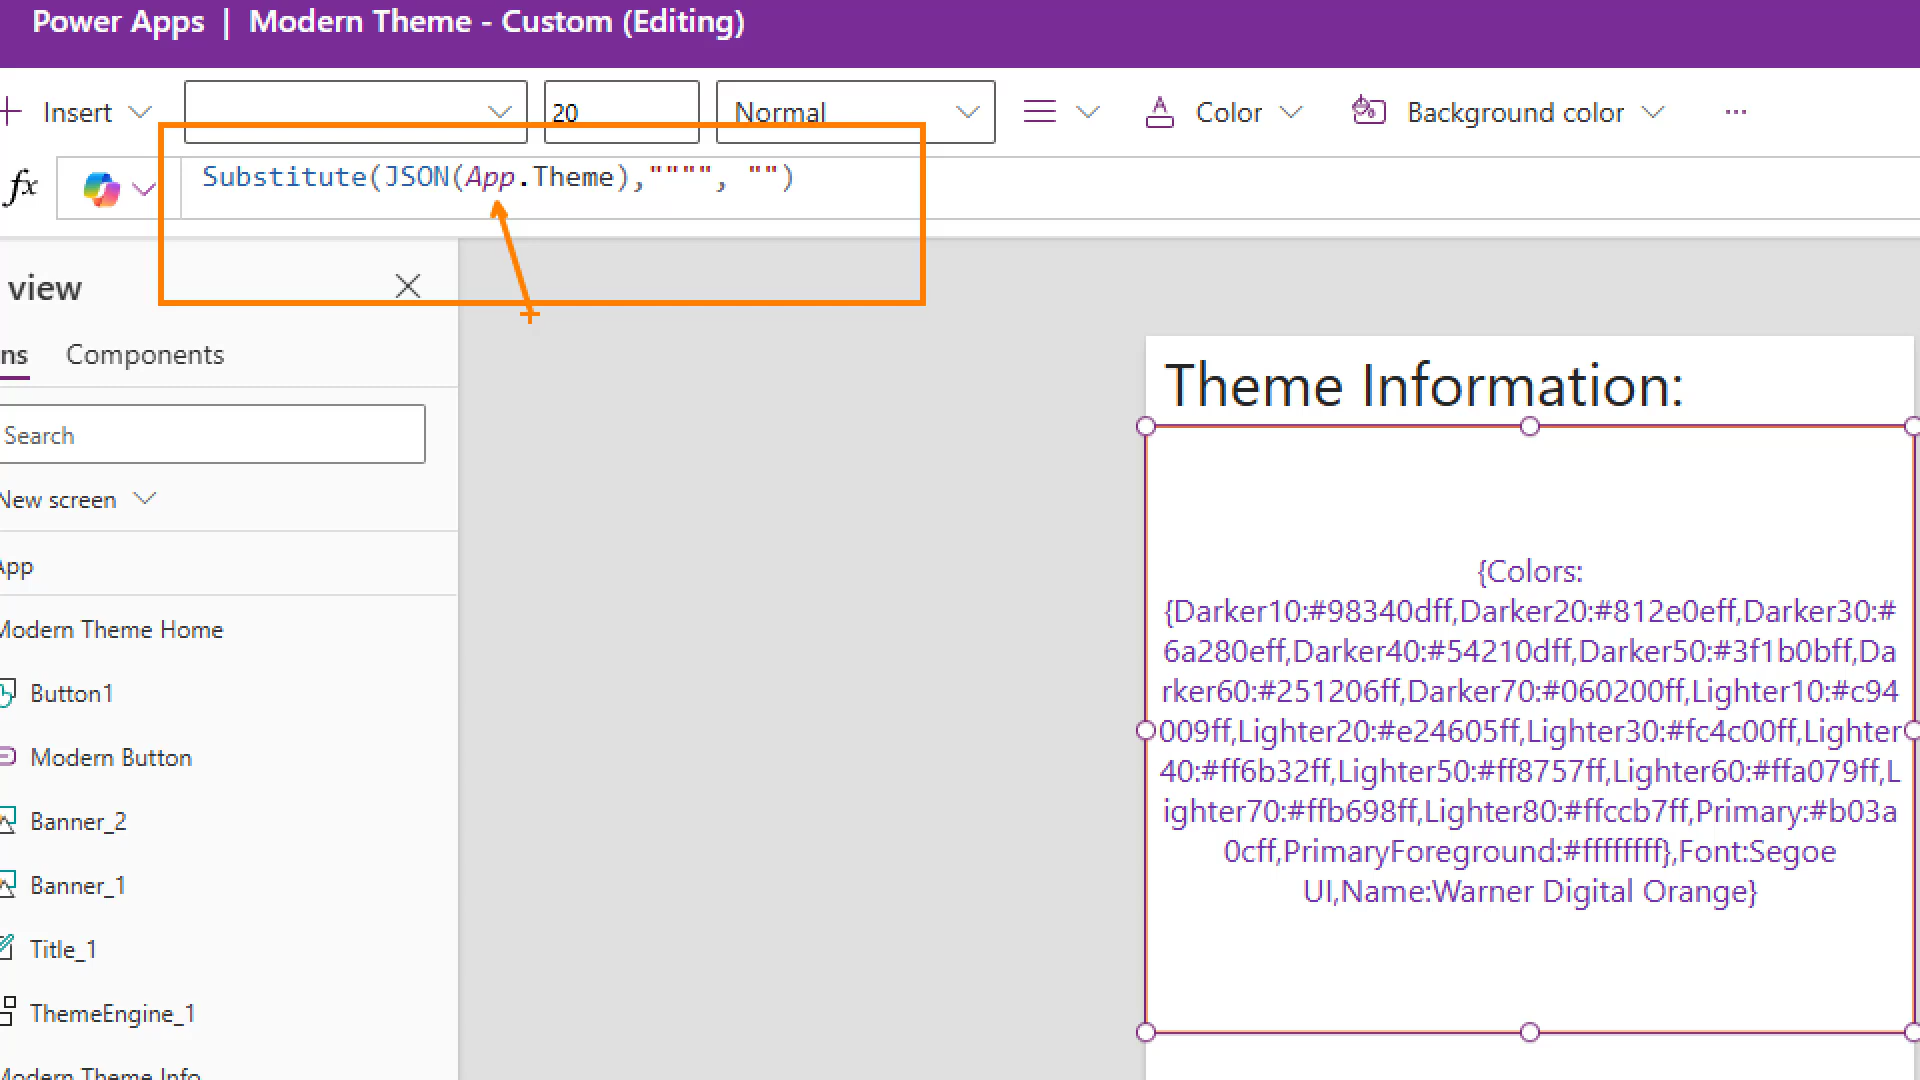 Power Apps | Modern Theme - Custom (Editing)
Insert
20
Normal
Color
Background color
...
fx
Substitute(JSON(App.Theme),"""", "")
view
ns
Components
Search
New screen
App
Modern Theme Home
Button1
Modern Button
Banner_2
Banner_1
Title_1
ThemeEngine_1
Modern Theme Info
Theme Information:
{Colors:
{Darker10:#98340dff,Darker20:#812e0eff,Darker30:#
6a280eff,Darker40:#54210dff,Darker50:#3f1b0bff,Da
rker60:#251206ff,Darker70:#060200ff,Lighter10:#c94
009ff,Lighter20:#e24605ff,Lighter30:#fc4c00ff,Lighter
40:#ff6b32ff,Lighter50:#ff8757ff,Lighter60:#ffa079ff,L
ighter70:#ffb698ff,Lighter80:#ffccb7ff,Primary:#b03a
0cff,PrimaryForeground:#ffffffff},Font:Segoe
UI,Name:Warner Digital Orange}